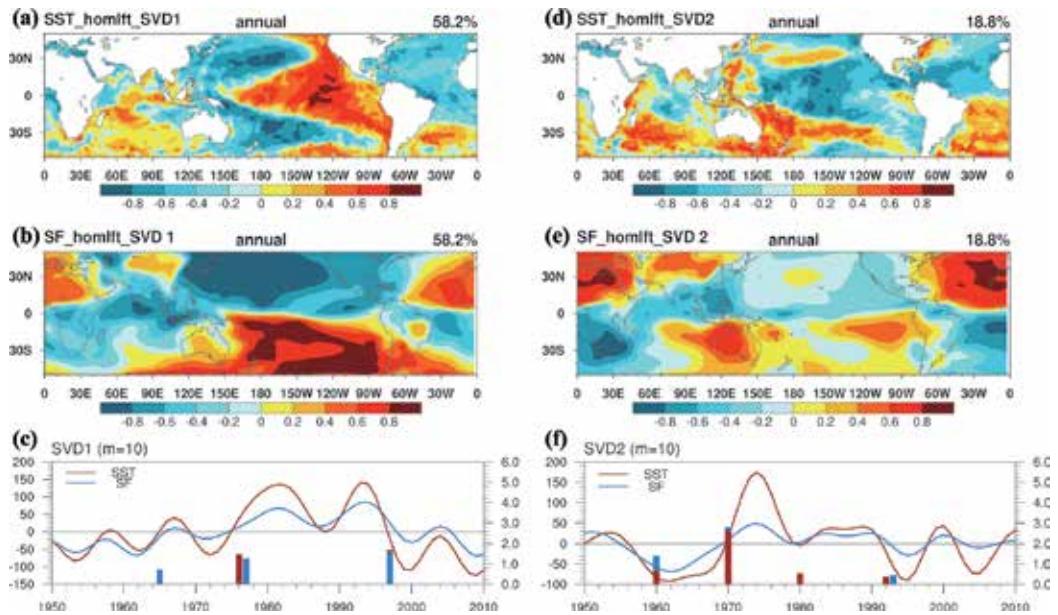 (a) SST_homlft_SVD1 annual 58.2%
30N
0
30S
0 30E 60E 90E 120E 150E 180 150W 120W 90W 60W 30W 0
-0.8 -0.6 -0.4 -0.2 0 0.2 0.4 0.6 0.8
(b) SF_homlft_SVD 1 annual 58.2%
30N
0
30S
0 30E 60E 90E 120E 150E 180 150W 120W 90W 60W 30W 0
-0.8 -0.6 -0.4 -0.2 0 0.2 0.4 0.6 0.8
(c) SVD1 (m=10)
SST
SF
200 6.0
150 5.0
100 4.0
50
0 3.0
-50 2.0
-100 1.0
-150 0.0
1950 1960 1970 1980 1990 2000 2010
(d) SST_homlft_SVD2 annual 18.8%
30N
0
30S
0 30E 60E 90E 120E 150E 180 150W 120W 90W 60W 30W 0
-0.8 -0.6 -0.4 -0.2 0 0.2 0.4 0.6 0.8
(e) SF_homlft_SVD 2 annual 18.8%
30N
0
30S
0 30E 60E 90E 120E 150E 180 150W 120W 90W 60W 30W 0
-0.8 -0.6 -0.4 -0.2 0 0.2 0.4 0.6 0.8
(f) SVD2 (m=10)
SST
SF
200 6.0
150 5.0
100 4.0
50 3.0
0 2.0
-50 1.0
-100 0.0
1950 1960 1970 1980 1990 2000 2010